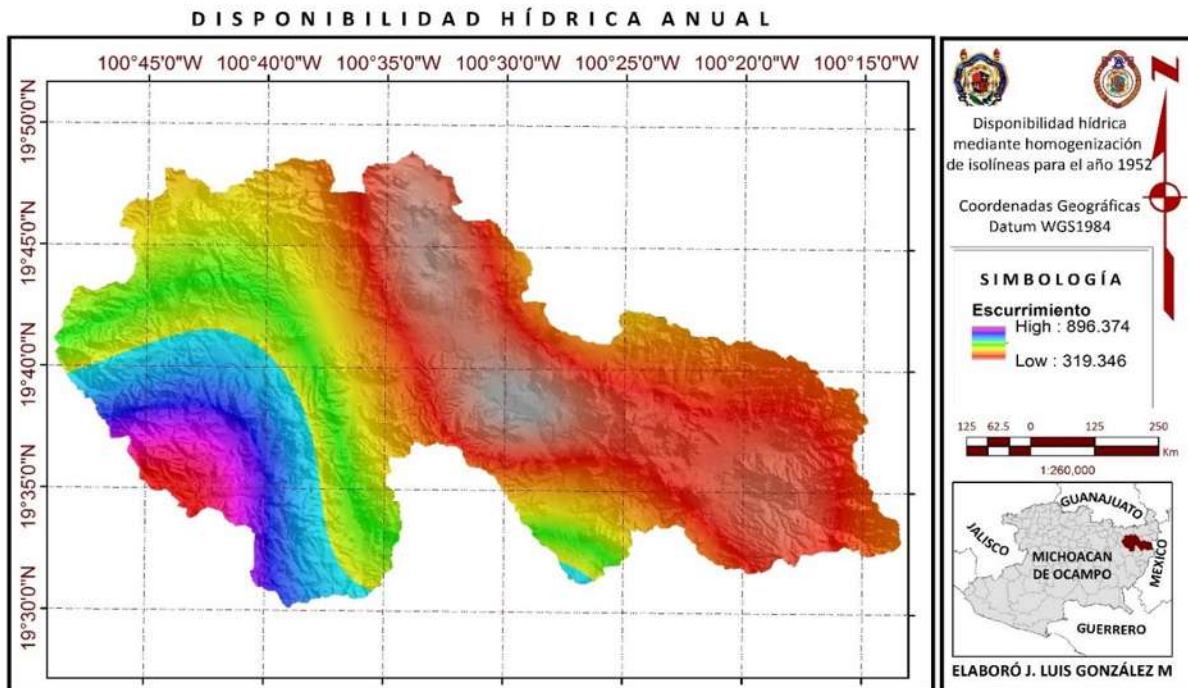 DISPONIBILIDAD HÍDRICA ANUAL
100°45'0"W 100°40'0"W 100°35'0"W 100°30'0"W 100°25'0"W 100°20'0"W 100°15'0"W
19°50'0"N
19°45'0"N
19°40'0"N
19°35'0"N
19°30'0"N
N
Disponibilidad hídrica
mediante homogenización
de isolíneas para el año 1952
Coordenadas Geográficas
Datum WGS1984
SIMBOLOGÍA
Escurrimiento
High : 896.374
Low : 319.346
125 62.5 0 125 250
Km
1:260,000
GUANAJUATO
JALISCO
MICHOACAN
DE OCAMPO
MÉXICO
GUERRERO
ELABORÓ J. LUIS GONZÁLEZ M